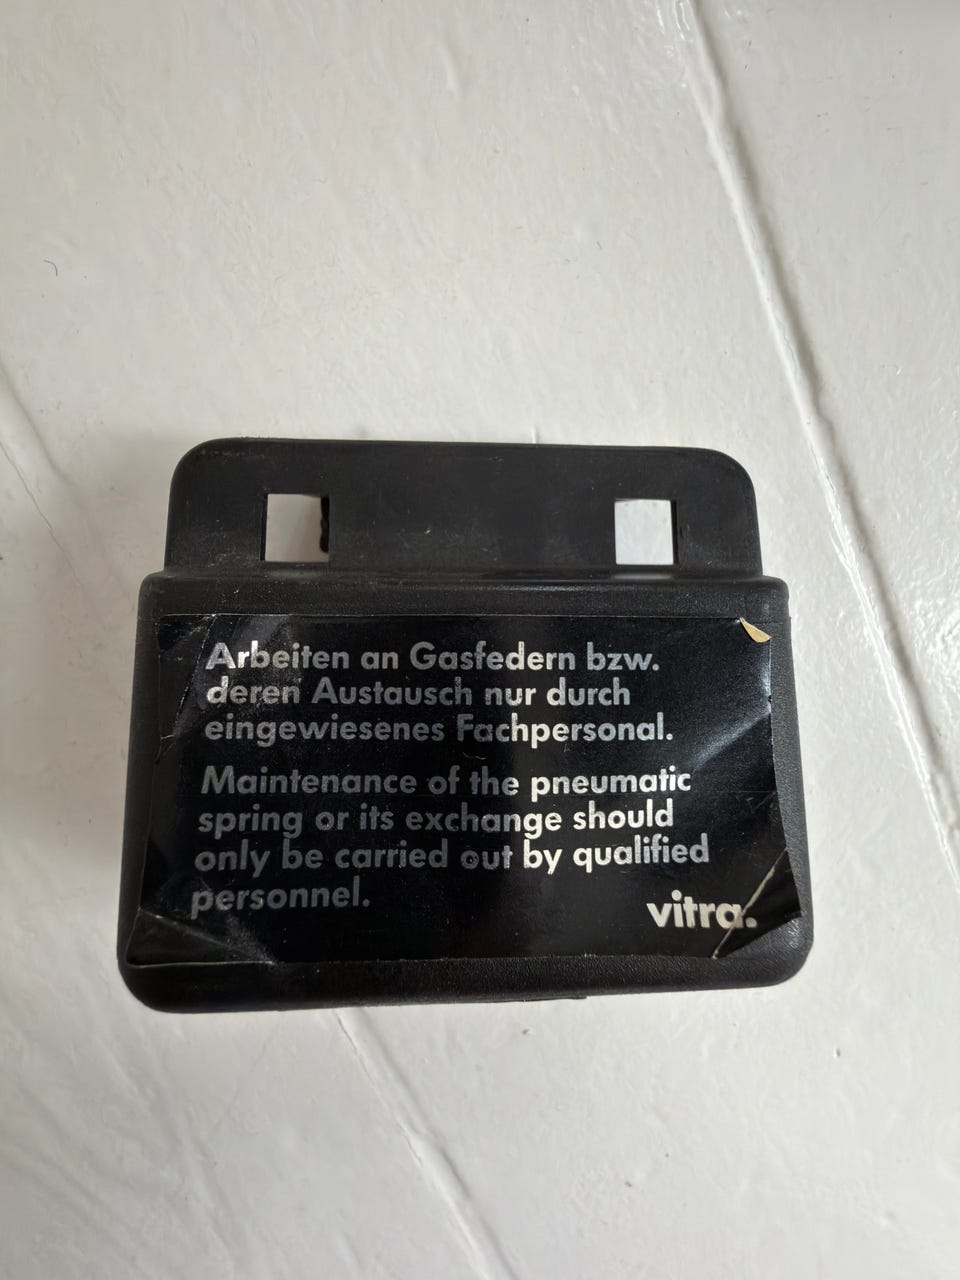 Arbeiten an Gasfedern bzw.
deren Austausch nur durch
eingewiesenes Fachpersonal.
Maintenance of the pneumatic
spring or its exchange should
only be carried out by qualified
personnel.
vitra.